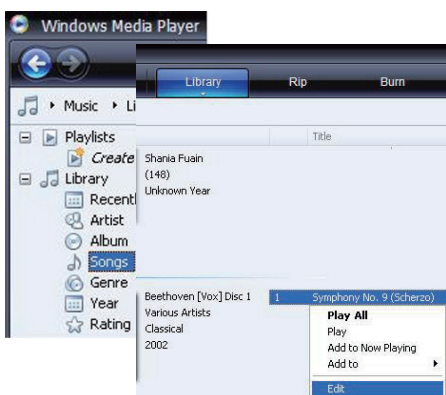 Windows Media Player
Music Li
Playlists
Create
Library
Recentl
Artist
Album
Songs
Genre
Year
Rating
Library Rip Burn
Title
Shania Fuain
(148)
Unknown Year
Beethoven [Vox] Disc 1 1 Symphony No. 9 (Scherzo)
Various Artists
Classical
2002
Play All
Play
Add to Now Playing
Add to
Edit